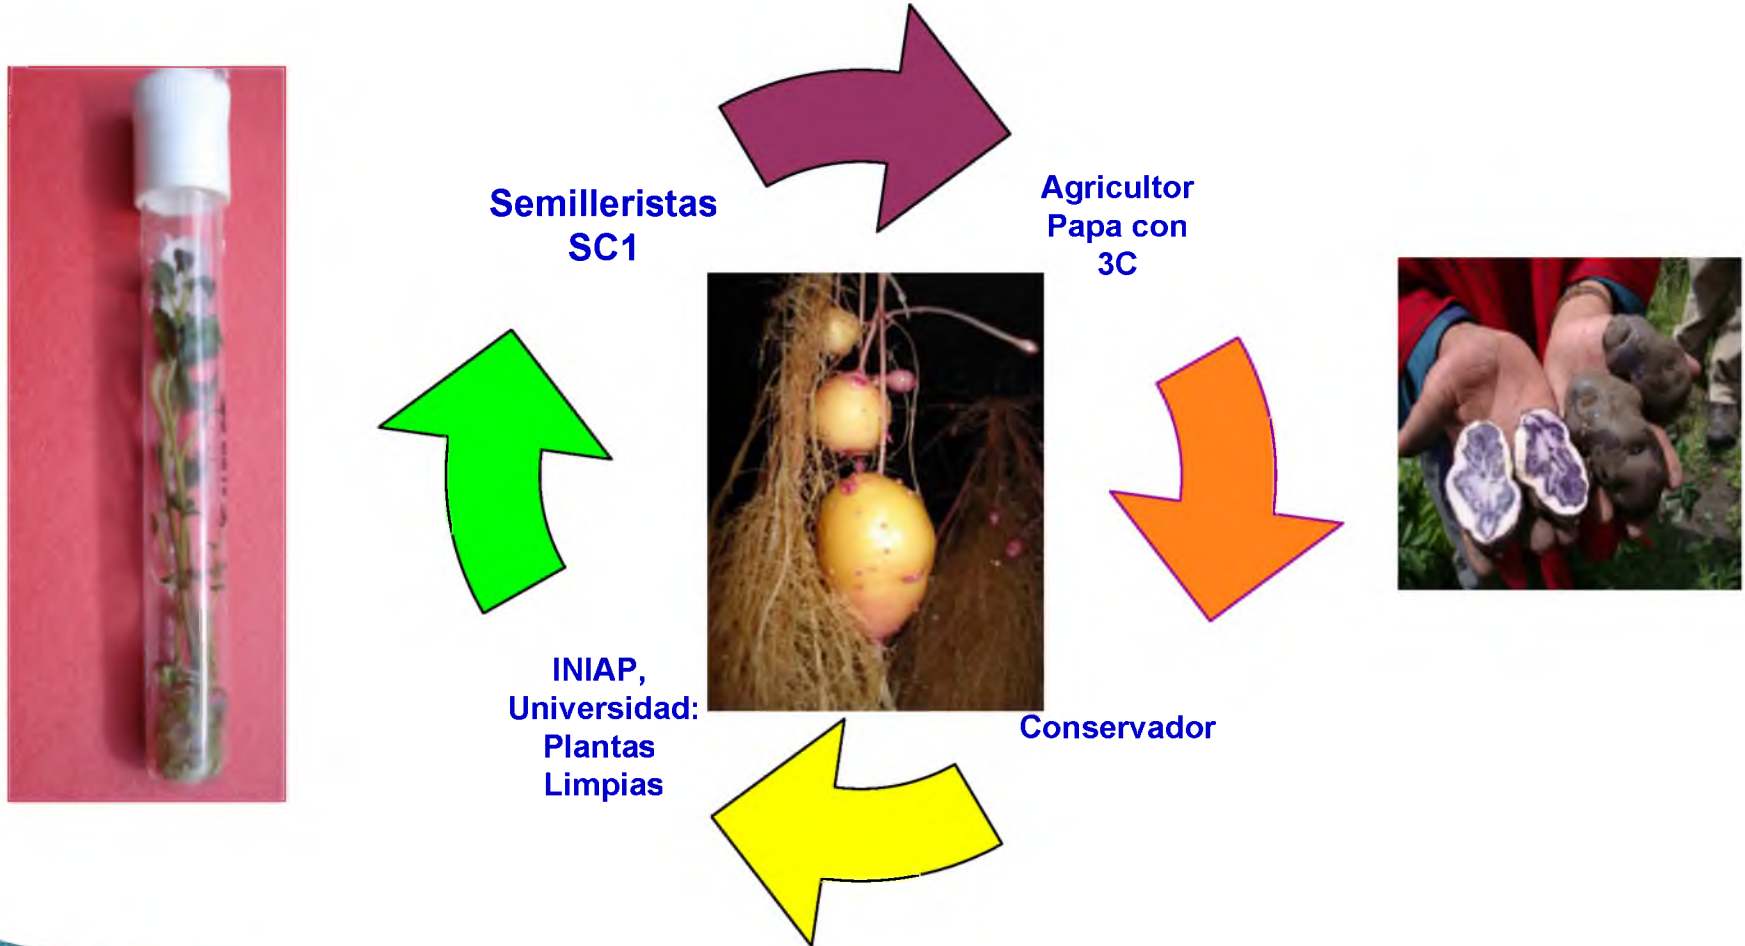 Semilleristas
SC1
Agricultor
Papa con
3C
INIAP,
Universidad:
Plantas
Limpias
Conservador